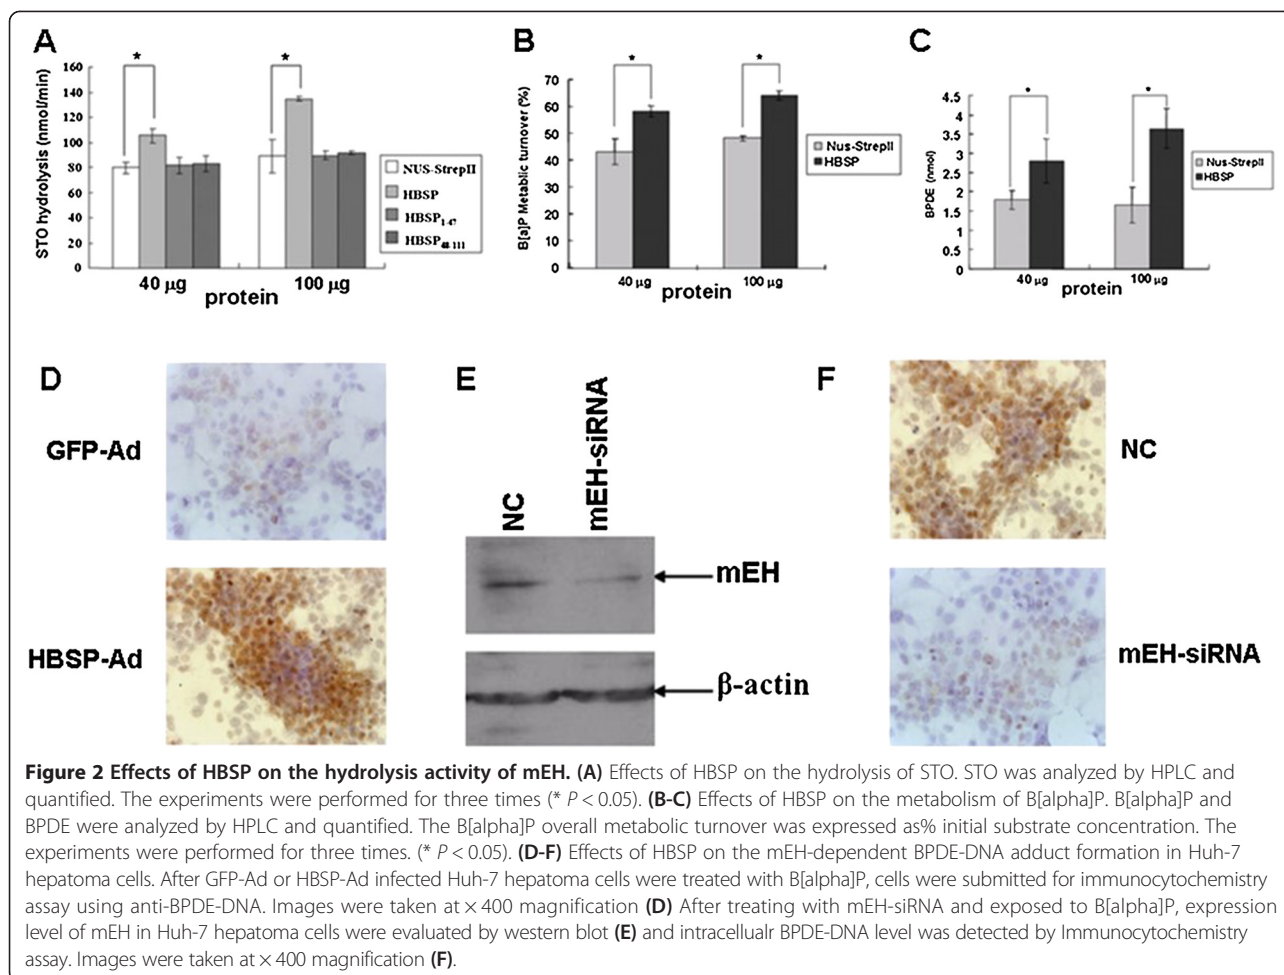 A
*
*
STO hydrolysis (nmol/min)
160
140
120
100
80
60
40
20
0
40 µg
100 µg
protein
NUS-StrepII
HBSP
HBSP1-47
HBSP48-111
B
*
*
B[a]P Metablic turnover (%)
70
60
50
40
30
20
10
0
40 µg
100 µg
protein
Nus-StrepII
HBSP
C
*
*
BPDE (nmol)
4.5
4
3.5
3
2.5
2
1.5
1
0.5
0
40 µg
100 µg
protein
Nus-StrepII
HBSP
D
GFP-Ad
HBSP-Ad
E
NC
mEH-siRNA
mEH
β-actin
F
NC
mEH-siRNA
Figure 2 Effects of HBSP on the hydrolysis activity of mEH. (A) Effects of HBSP on the hydrolysis of STO. STO was analyzed by HPLC and
quantified. The experiments were performed for three times (* P < 0.05). (B-C) Effects of HBSP on the metabolism of B[alpha]P. B[alpha]P and
BPDE were analyzed by HPLC and quantified. The B[alpha]P overall metabolic turnover was expressed as% initial substrate concentration. The
experiments were performed for three times. (* P < 0.05). (D-F) Effects of HBSP on the mEH-dependent BPDE-DNA adduct formation in Huh-7
hepatoma cells. After GFP-Ad or HBSP-Ad infected Huh-7 hepatoma cells were treated with B[alpha]P, cells were submitted for immunocytochemistry
assay using anti-BPDE-DNA. Images were taken at × 400 magnification (D) After treating with mEH-siRNA and exposed to B[alpha]P, expression
level of mEH in Huh-7 hepatoma cells were evaluated by western blot (E) and intracellualr BPDE-DNA level was detected by Immunocytochemistry
assay. Images were taken at × 400 magnification (F).